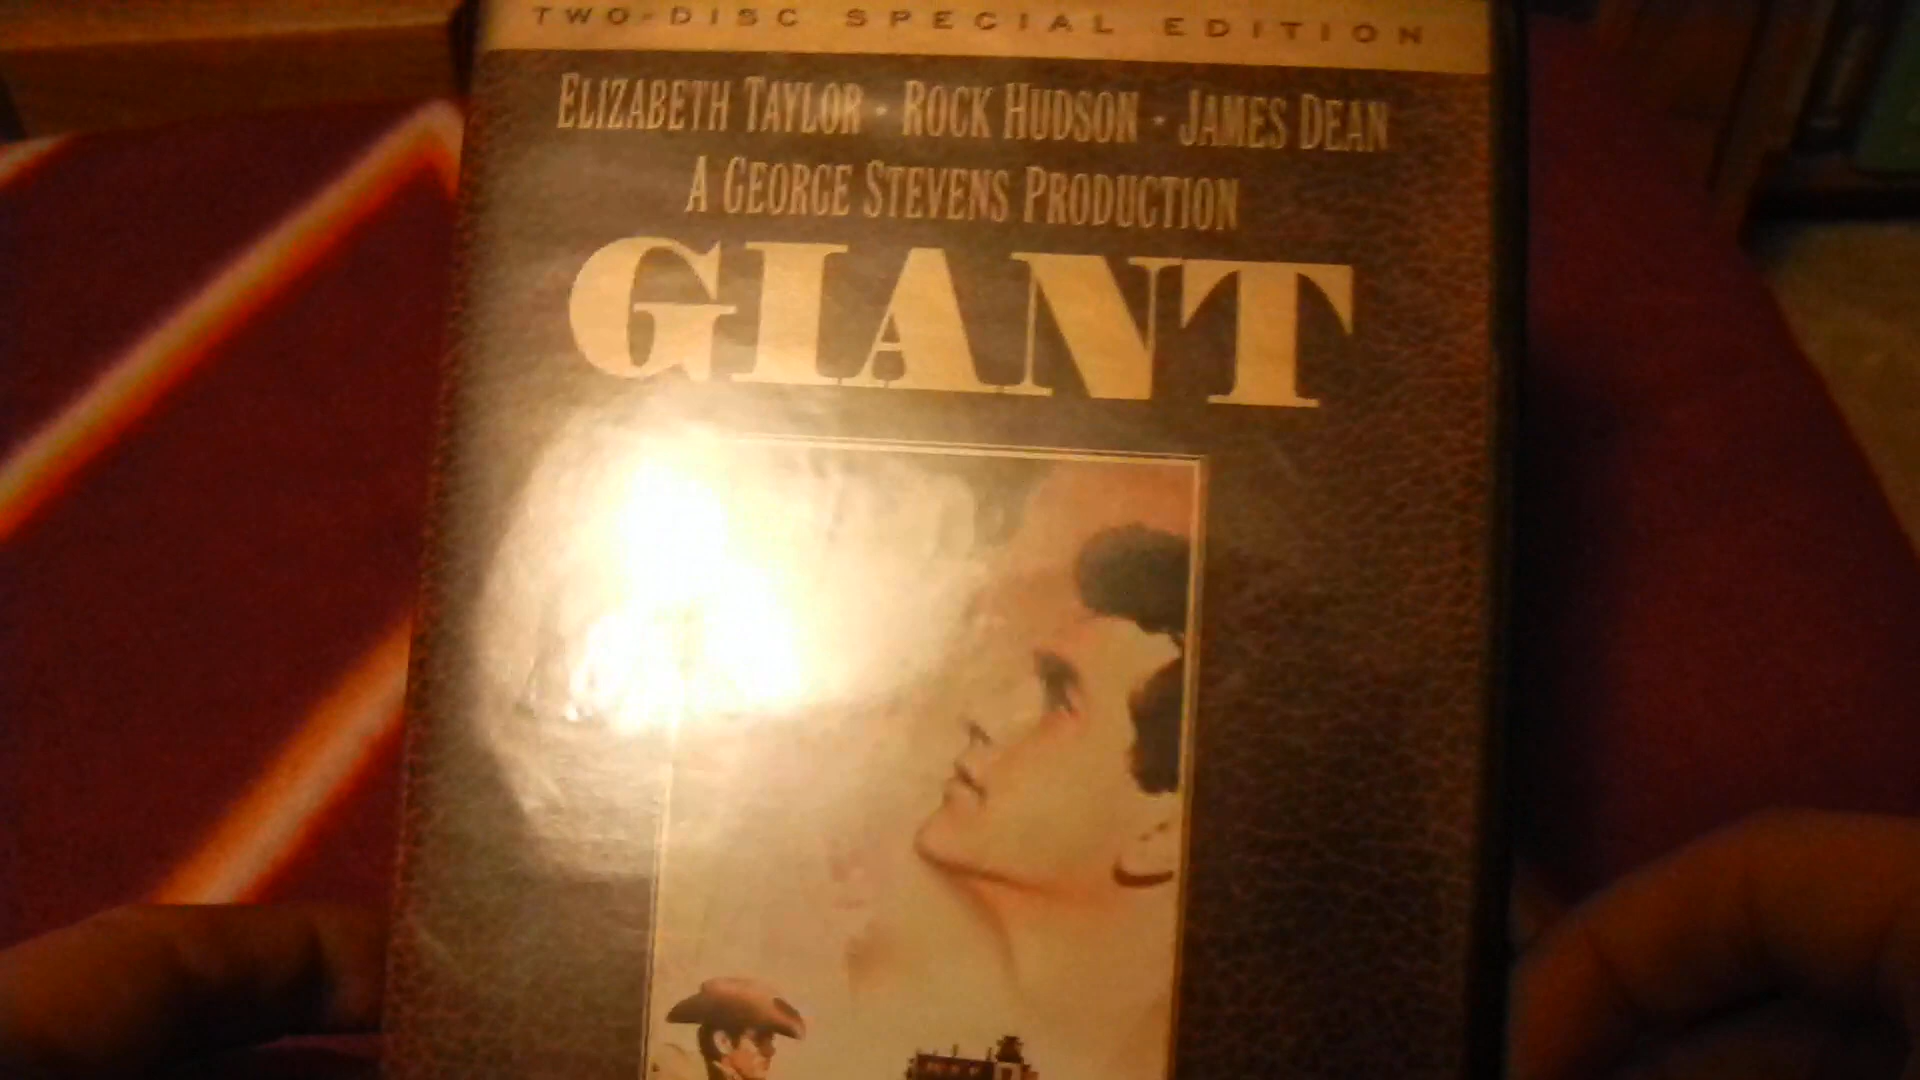 TWO-DISC SPECIAL EDITION
ELIZABETH TAYLOR · ROCK HUDSON · JAMES DEAN
A GEORGE STEVENS PRODUCTION
GIANT